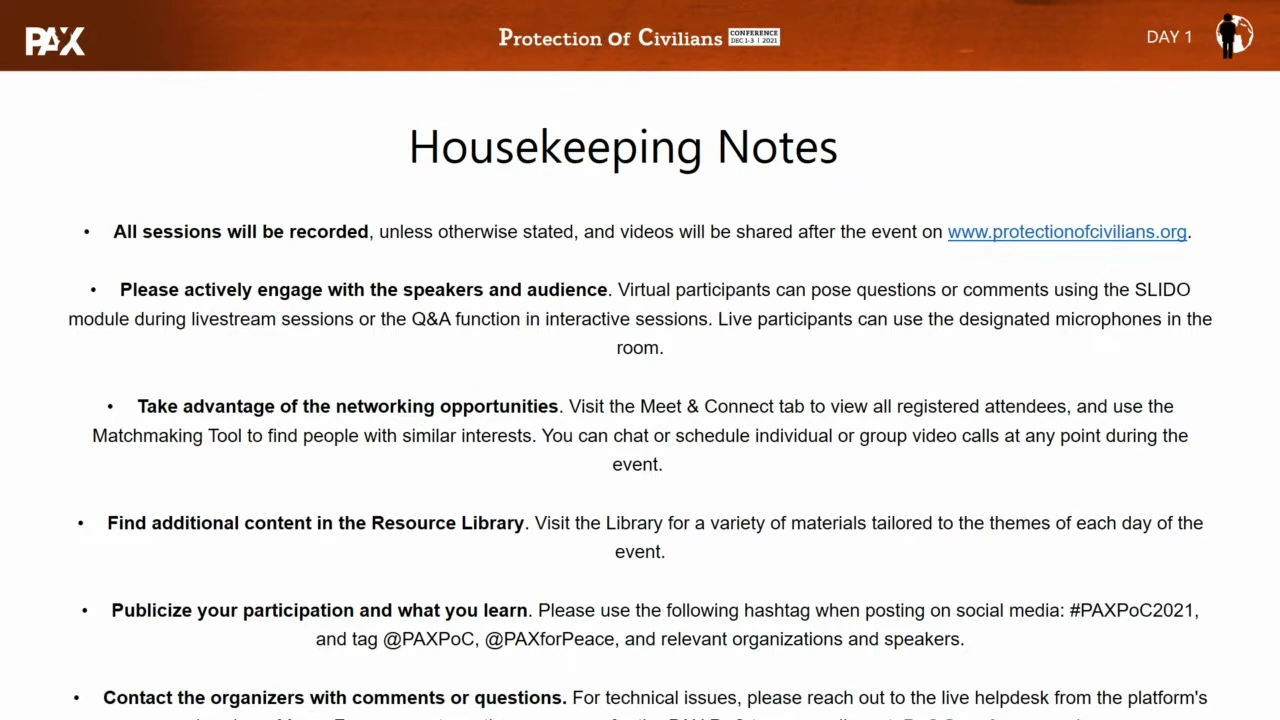 PAX
Protection of Civilians
CONFERENCE
DEC 1-3 | 2021
DAY 1
Housekeeping Notes
• All sessions will be recorded, unless otherwise stated, and videos will be shared after the event on www.protectionofcivilians.org.
• Please actively engage with the speakers and audience. Virtual participants can pose questions or comments using the SLIDO
module during livestream sessions or the Q&A function in interactive sessions. Live participants can use the designated microphones in the
room.
• Take advantage of the networking opportunities. Visit the Meet & Connect tab to view all registered attendees, and use the
Matchmaking Tool to find people with similar interests. You can chat or schedule individual or group video calls at any point during the
event.
• Find additional content in the Resource Library. Visit the Library for a variety of materials tailored to the themes of each day of the
event.
• Publicize your participation and what you learn. Please use the following hashtag when posting on social media: #PAXPoC2021,
and tag @PAXPoC, @PAXforPeace, and relevant organizations and speakers.
• Contact the organizers with comments or questions. For technical issues, please reach out to the live helpdesk from the platform's